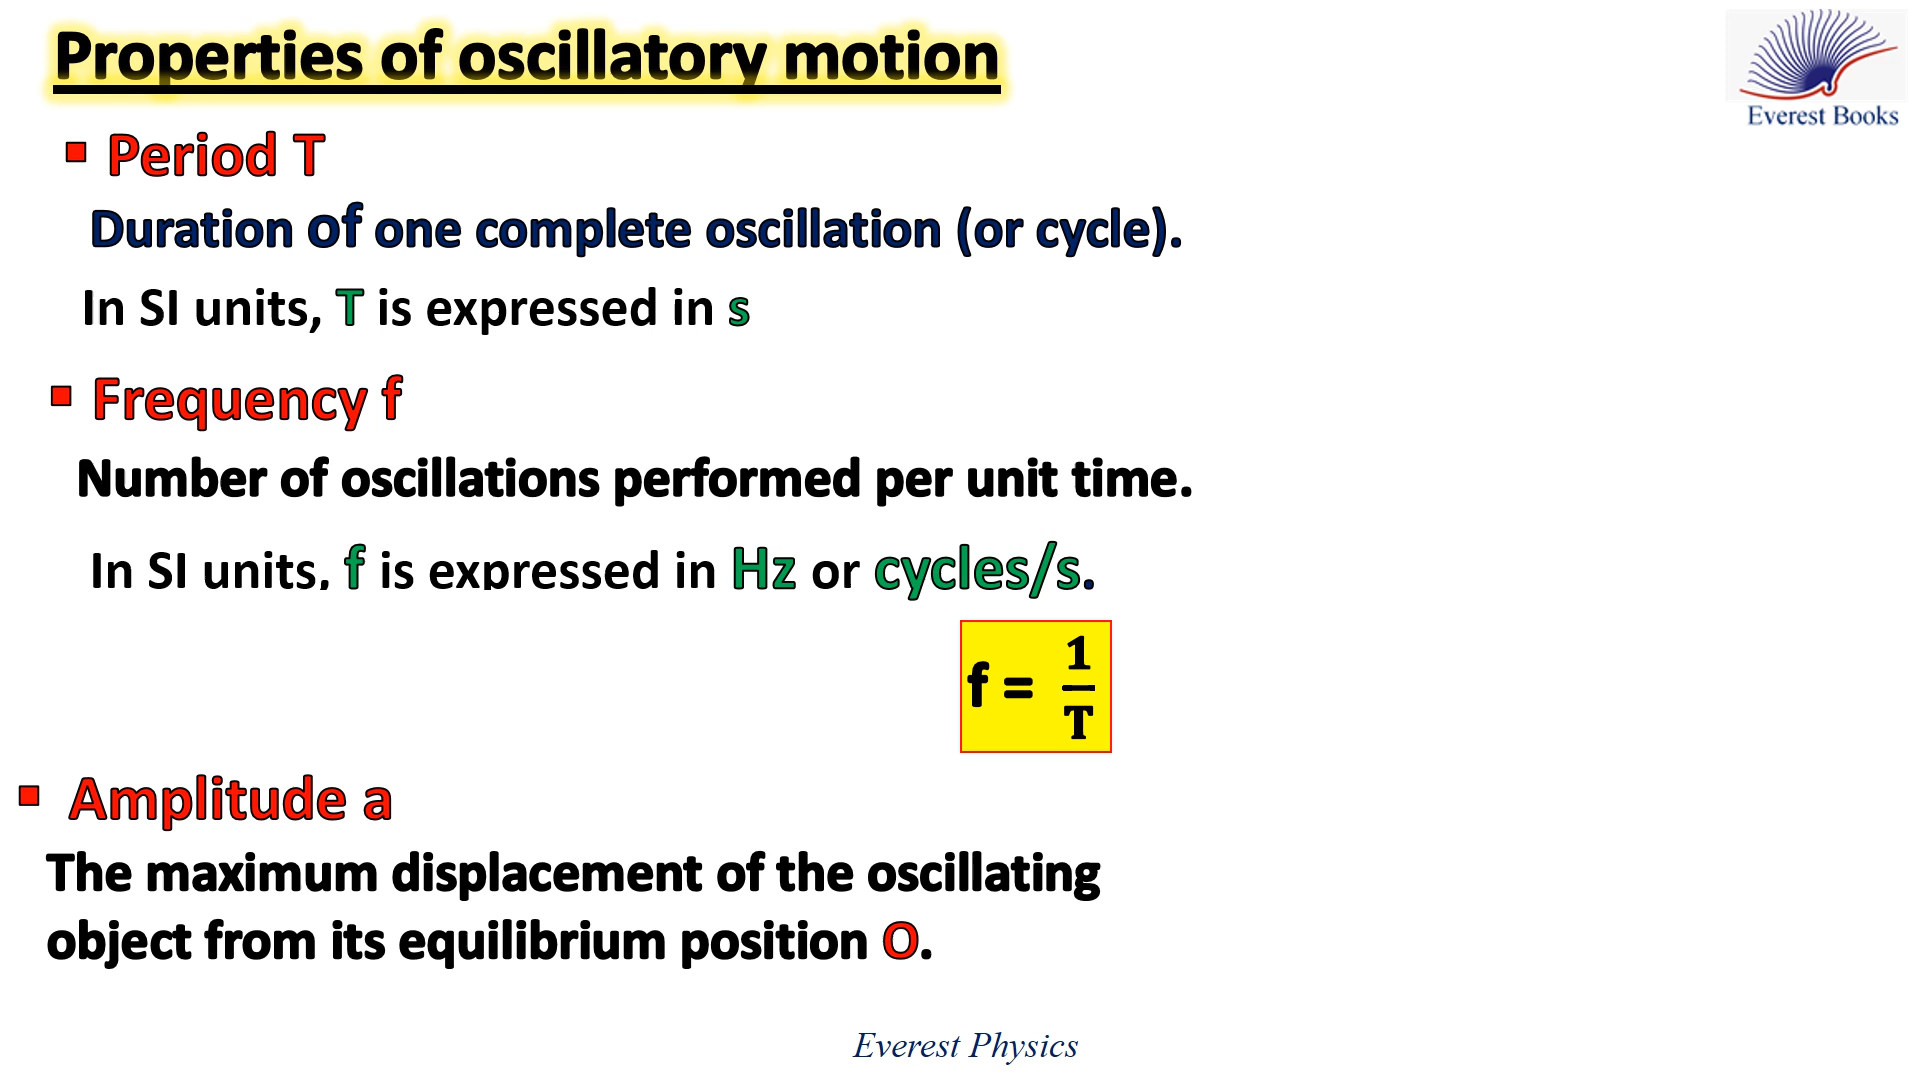 Properties of oscillatory motion
Everest Books
▪ Period T
Duration of one complete oscillation (or cycle).
In SI units, T is expressed in s
▪ Frequency f
Number of oscillations performed per unit time.
In SI units, f is expressed in Hz or cycles/s.
f = 1/T
▪ Amplitude a
The maximum displacement of the oscillating
object from its equilibrium position O.
Everest Physics